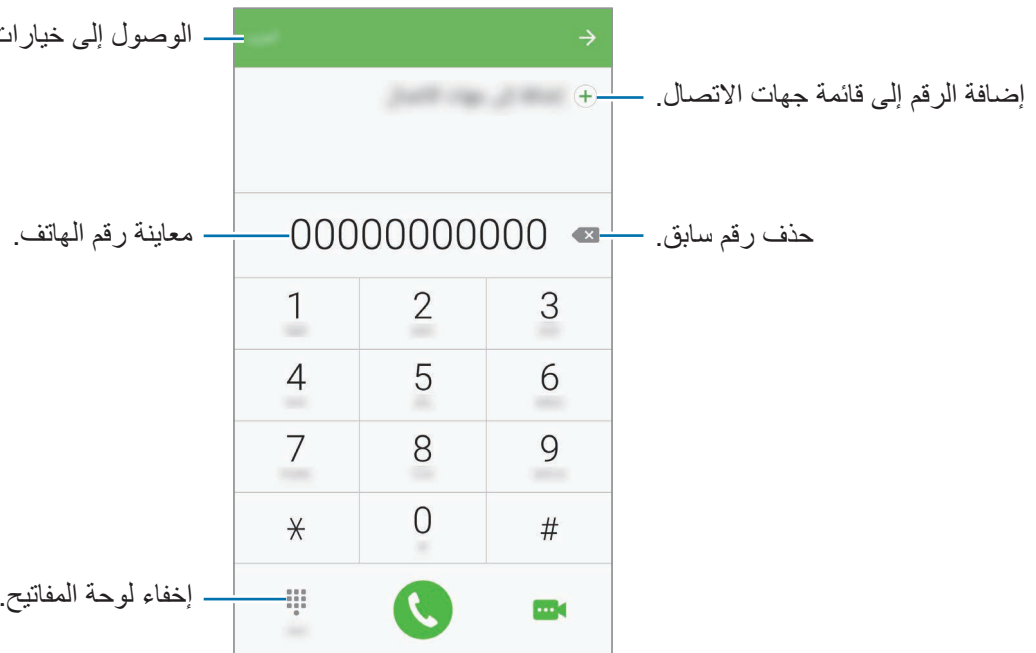 الوصول إلى خيارات
إضافة الرقم إلى قائمة جهات الاتصال.
معاينة رقم الهاتف.
00000000000
حذف رقم سابق.
1 2 3
4 5 6
7 8 9
* 0 #
إخفاء لوحة المفاتيح.